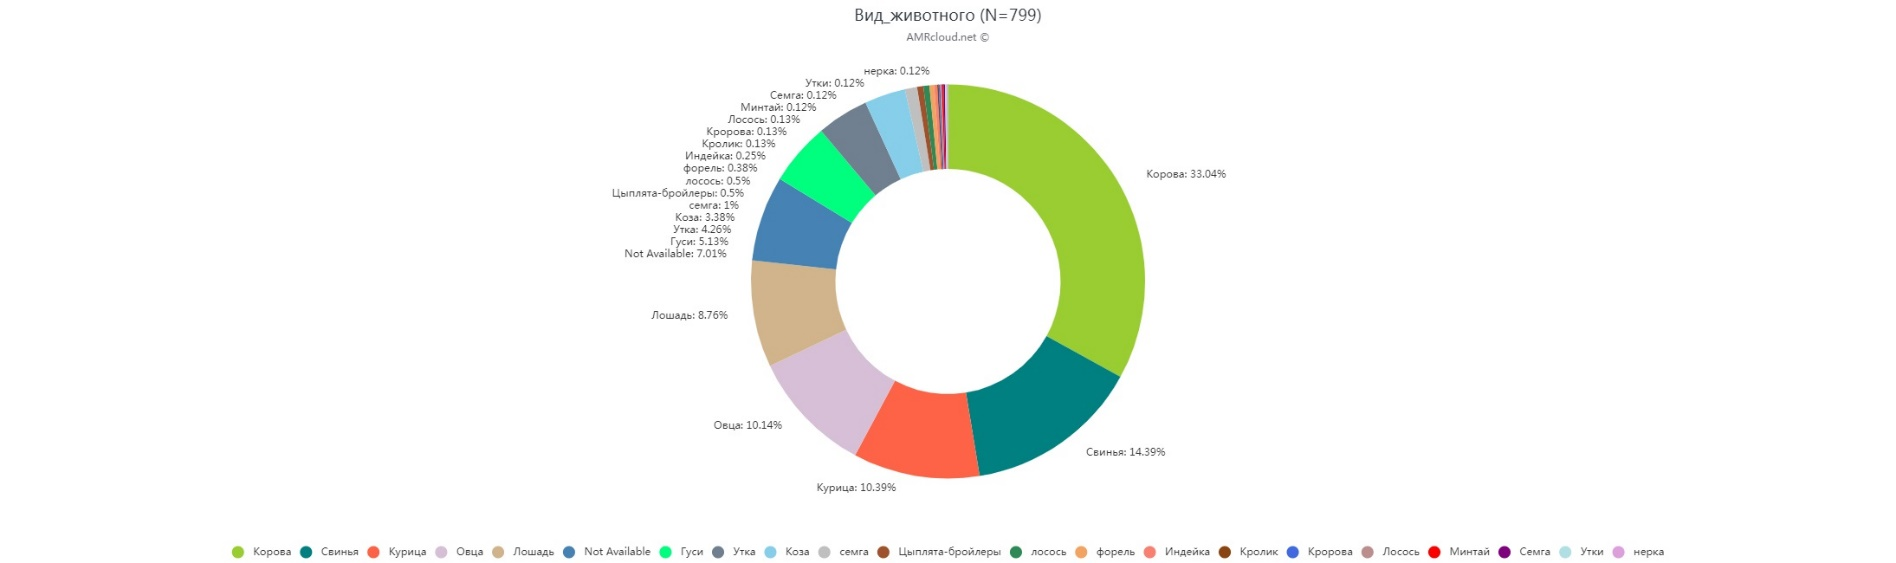 Вид_животного (N=799)
AMRcloud.net ©
нерка: 0.12%
Утки: 0.12%
Семга: 0.12%
Минтай: 0.12%
Лосось: 0.13%
Кророва: 0.13%
Кролик: 0.13%
Индейка: 0.25%
форель: 0.38%
лосось: 0.5%
Цыплята-бройлеры: 0.5%
семга: 1%
Коза: 3.38%
Утка: 4.26%
Гуси: 5.13%
Not Available: 7.01%
Корова: 33.04%
Лошадь: 8.76%
Овца: 10.14%
Свинья: 14.39%
Курица: 10.39%
Корова Свинья Курица Овца Лошадь Not Available Гуси Утка Коза семга Цыплята-бройлеры лосось форель Индейка Кролик Кророва Лосось Минтай Семга Утки нерка